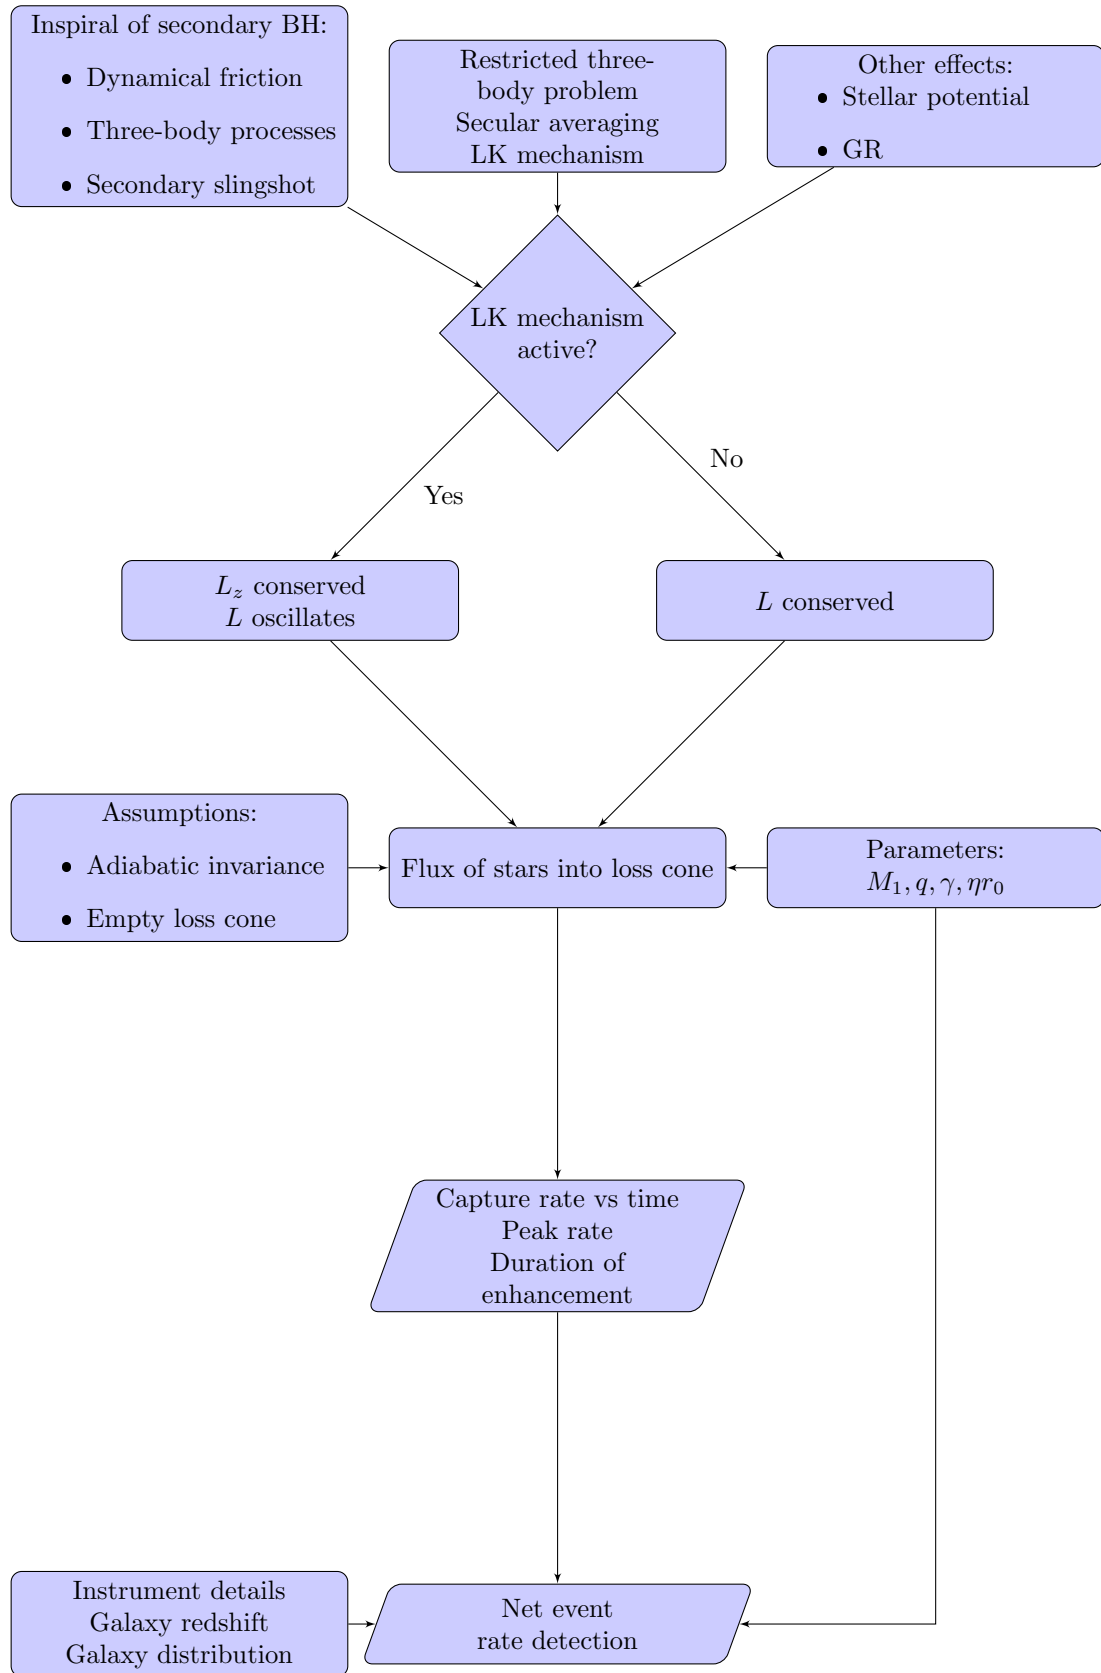 Inspiral of secondary BH:
• Dynamical friction
• Three-body processes
• Secondary slingshot
Restricted three-
body problem
Secular averaging
LK mechanism
Other effects:
• Stellar potential
• GR
LK mechanism
active?
Yes
No
$L_z$ conserved
$L$ oscillates
$L$ conserved
Assumptions:
• Adiabatic invariance
• Empty loss cone
Flux of stars into loss cone
Parameters:
$M_1, q, \gamma, \eta r_0$
Capture rate vs time
Peak rate
Duration of
enhancement
Instrument details
Galaxy redshift
Galaxy distribution
Net event
rate detection